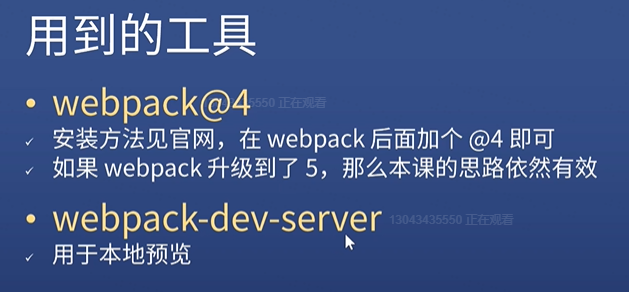 用到的工具
• webpack@4 5550 正在观看
✓ 安装方法见官网，在 webpack 后面加个 @4 即可
✓ 如果 webpack 升级到了 5，那么本课的思路依然有效
• webpack-dev-server 13043435550 正在观看
✓ 用于本地预览